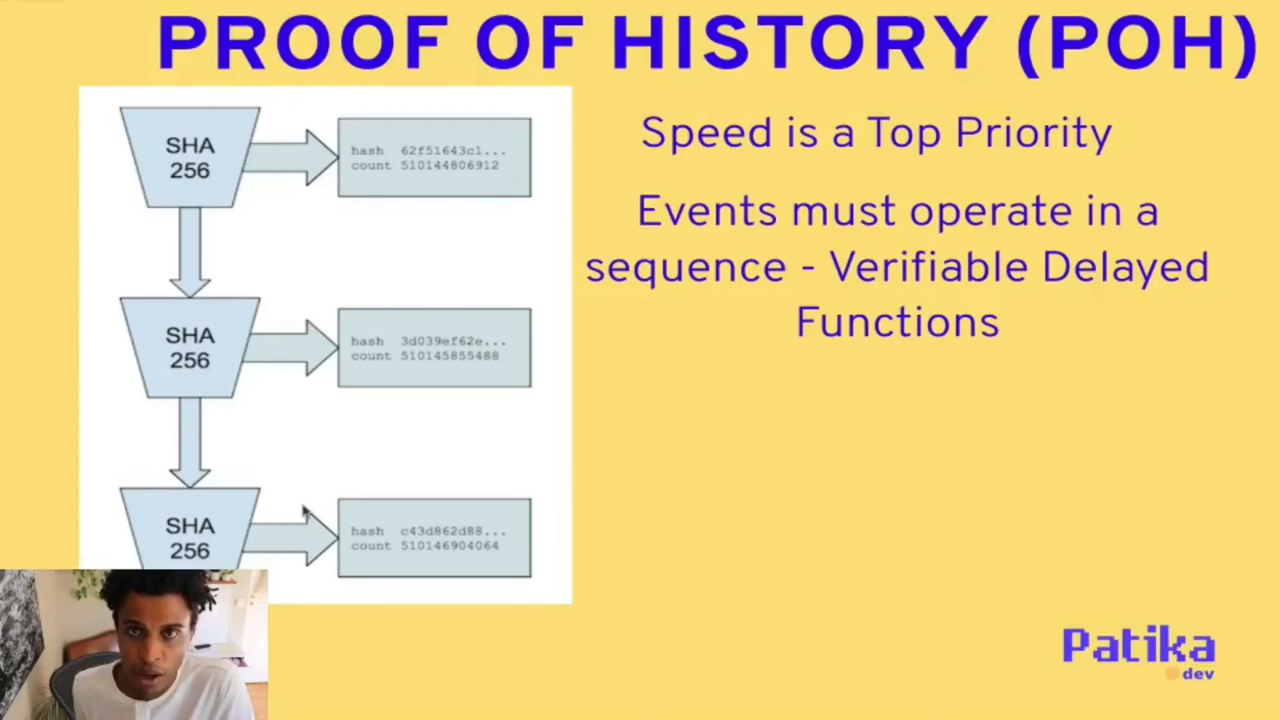 PROOF OF HISTORY (POH)
SHA
256
hash 62f51643c1...
count 510144806912
SHA
256
hash 3d039ef62e...
count 510145855488
SHA
256
hash c43d862d88...
count 510146904064
Speed is a Top Priority
Events must operate in a
sequence - Verifiable Delayed
Functions
Patika
dev